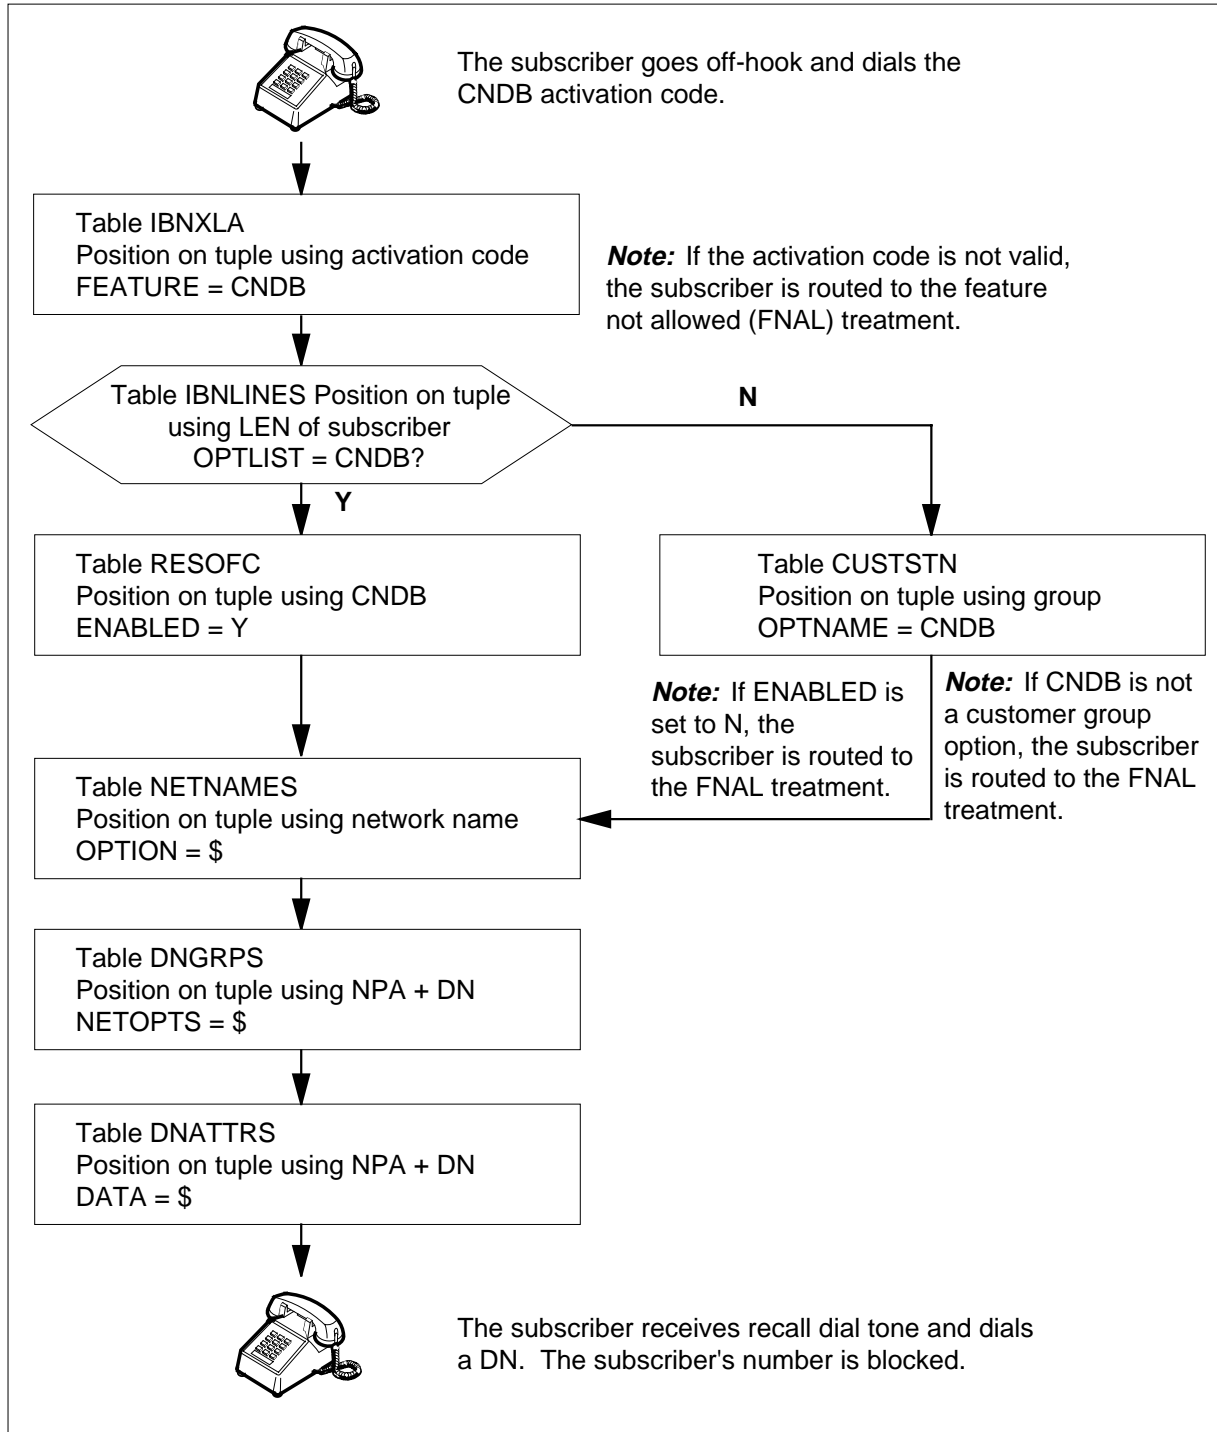 The subscriber goes off-hook and dials the
CNDB activation code.
Table IBNXLA
Position on tuple using activation code
FEATURE = CNDB
Note: If the activation code is not valid,
the subscriber is routed to the feature
not allowed (FNAL) treatment.
Table IBNLINES Position on tuple
using LEN of subscriber
OPTLIST = CNDB?
N
Y
Table RESOFC
Position on tuple using CNDB
ENABLED = Y
Table CUSTSTN
Position on tuple using group
OPTNAME = CNDB
Note: If ENABLED is
set to N, the
subscriber is routed to
the FNAL treatment.
Note: If CNDB is not
a customer group
option, the subscriber
is routed to the FNAL
treatment.
Table NETNAMES
Position on tuple using network name
OPTION = $
Table DNGRPS
Position on tuple using NPA + DN
NETOPTS = $
Table DNATTRS
Position on tuple using NPA + DN
DATA = $
The subscriber receives recall dial tone and dials
a DN.  The subscriber's number is blocked.